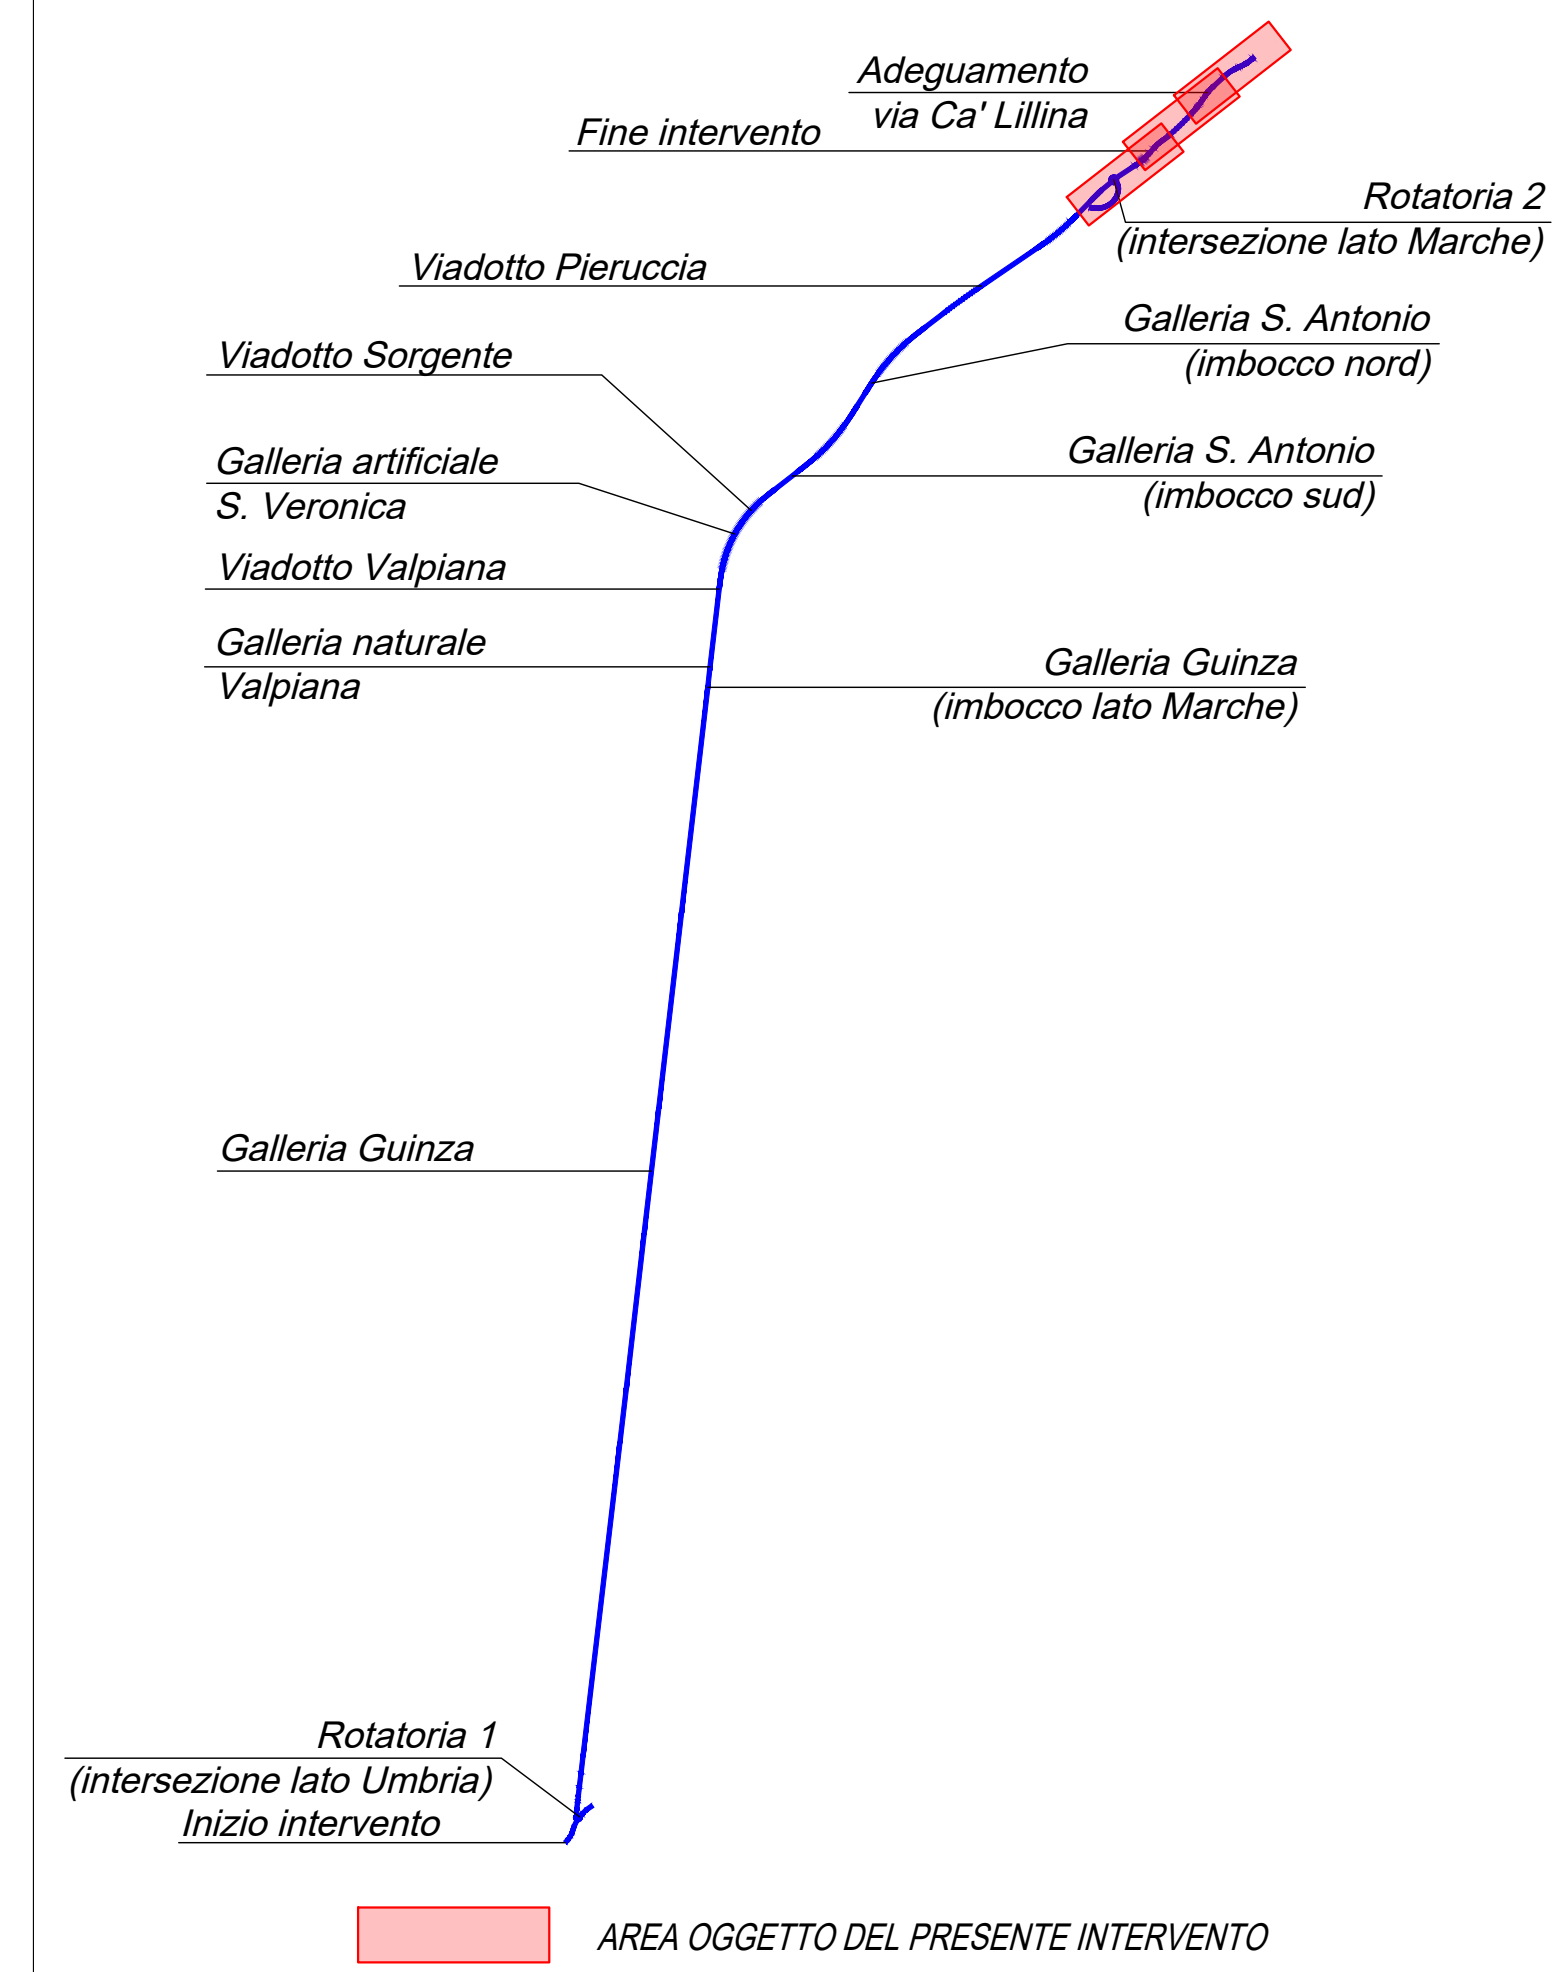 Adeguamento
via Ca' Lillina
Fine intervento
Rotatoria 2
(intersezione lato Marche)
Viadotto Pieruccia
Galleria S. Antonio
(imbocco nord)
Viadotto Sorgente
Galleria S. Antonio
(imbocco sud)
Galleria artificiale
S. Veronica
Viadotto Valpiana
Galleria naturale
Valpiana
Galleria Guinza
(imbocco lato Marche)
Galleria Guinza
Rotatoria 1
(intersezione lato Umbria)
Inizio intervento
AREA OGGETTO DEL PRESENTE INTERVENTO